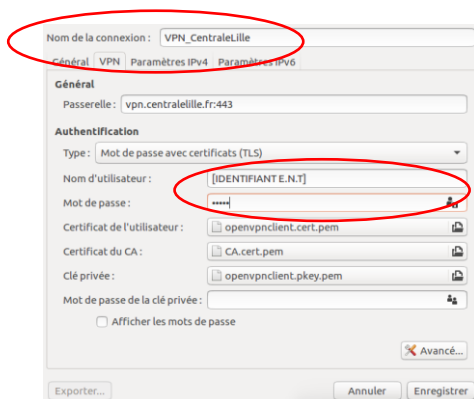 Nom de la connexion : VPN_CentraleLille
Général VPN Paramètres IPv4 Paramètres IPv6
Général
Passerelle : vpn.centralelille.fr:443
Authentification
Type : Mot de passe avec certificats (TLS)
Nom d'utilisateur : [IDENTIFIANT E.N.T]
Mot de passe : •••••
Certificat de l'utilisateur : openvpnclient.cert.pem
Certificat du CA : CA.cert.pem
Clé privée : openvpnclient.pkey.pem
Mot de passe de la clé privée :
Afficher les mots de passe
Avancé...
Exporter... Annuler Enregistrer